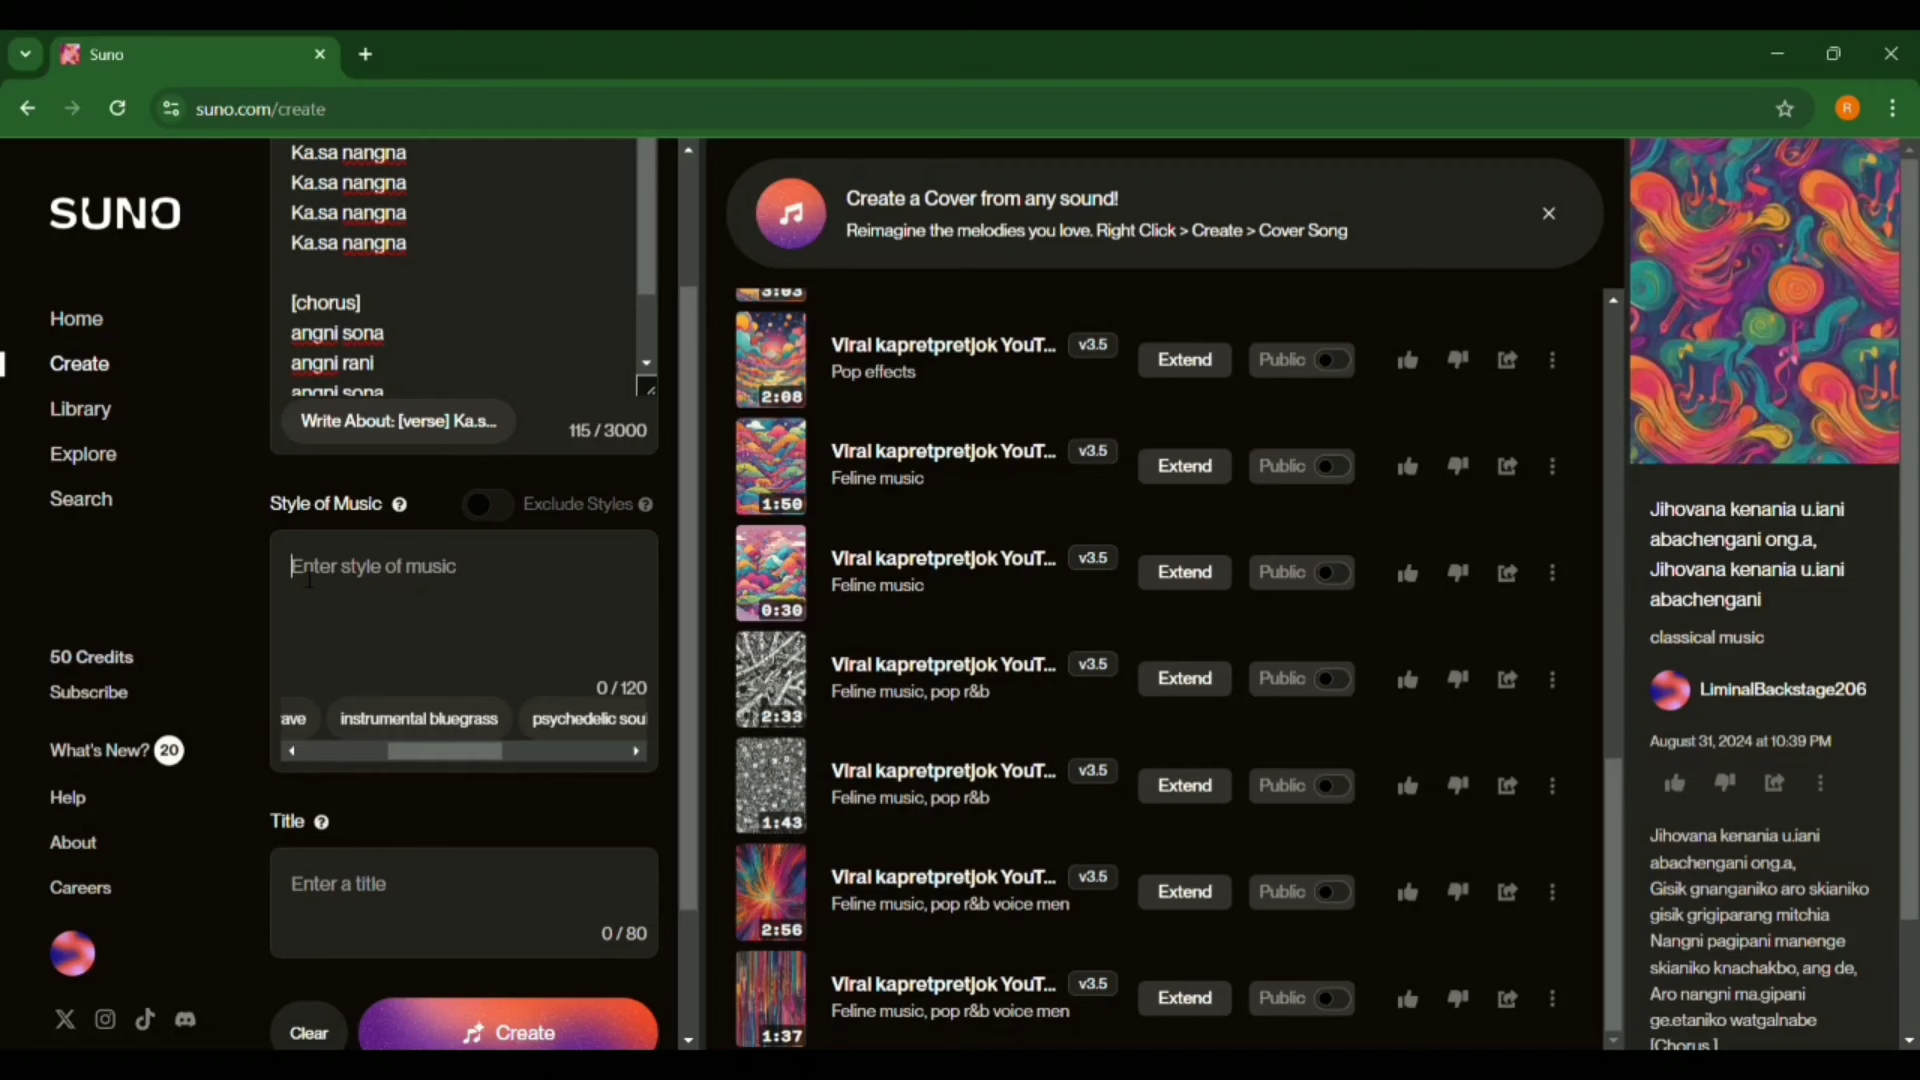 Suno
suno.com/create
R
SUNO
Home
Create
Library
Explore
Search
50 Credits
Subscribe
What's New? 20
Help
About
Careers
Ka.sa nangna
Ka.sa nangna
Ka.sa nangna
Ka.sa nangna
[chorus]
angni sona
angni rani
angni sona
Write About: [verse] Ka.s...
115 / 3000
Style of Music
Exclude Styles
Enter style of music
0 / 120
ave
instrumental bluegrass
psychedelic sou
Title
Enter a title
0 / 80
Clear
Create
Create a Cover from any sound!
Reimagine the melodies you love. Right Click > Create > Cover Song
3:03
Viral kapretpretjok YouT... v3.5
Pop effects
2:08
Extend
Public
Viral kapretpretjok YouT... v3.5
Feline music
1:50
Extend
Public
Viral kapretpretjok YouT... v3.5
Feline music
0:30
Extend
Public
Viral kapretpretjok YouT... v3.5
Feline music, pop r&b
2:33
Extend
Public
Viral kapretpretjok YouT... v3.5
Feline music, pop r&b
1:43
Extend
Public
Viral kapretpretjok YouT... v3.5
Feline music, pop r&b voice men
2:56
Extend
Public
Viral kapretpretjok YouT... v3.5
Feline music, pop r&b voice men
1:37
Extend
Public
Jihovana kenania u.iani
abachengani ong.a,
Jihovana kenania u.iani
abachengani
classical music
LiminalBackstage206
August 31, 2024 at 10:39 PM
Jihovana kenania u.iani
abachengani ong.a,
Gisik gnanganiko aro skianiko
gisik grigiparang mitchia
Nangni pagipani manenge
skianiko knachakbo, ang de,
Aro nangni ma.gipani
ge.etaniko watgalnabe
[Chorus ]